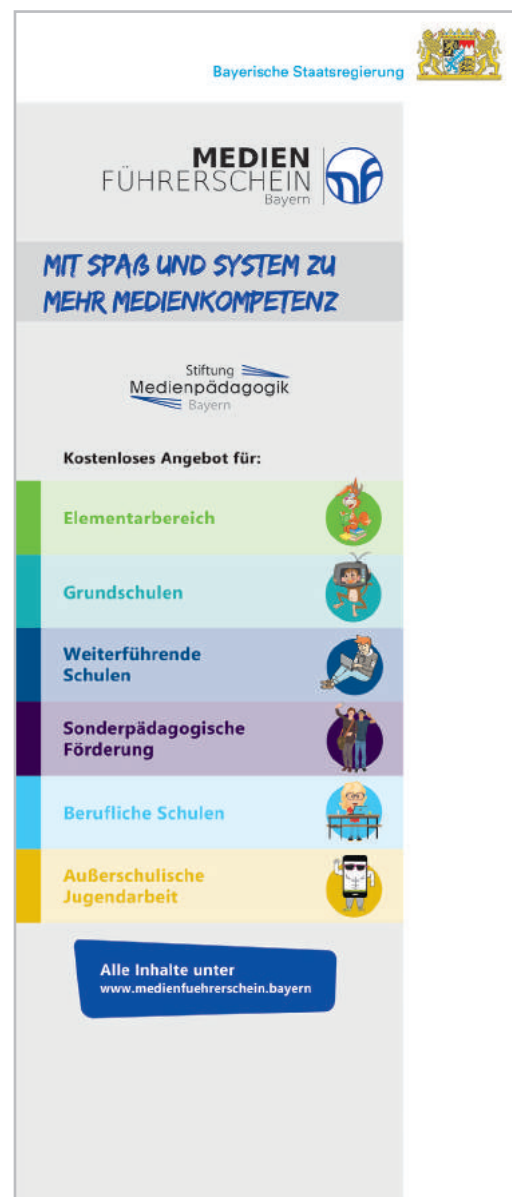 Bayerische Staatsregierung
MEDIEN
FÜHRERSCHEIN
Bayern
MIT SPAß UND SYSTEM ZU
MEHR MEDIENKOMPETENZ
Stiftung
Medienpädagogik
Bayern
Kostenloses Angebot für:
Elementarbereich
Grundschulen
Weiterführende
Schulen
Sonderpädagogische
Förderung
Berufliche Schulen
Außerschulische
Jugendarbeit
Alle Inhalte unter
www.medienfuehrerschein.bayern